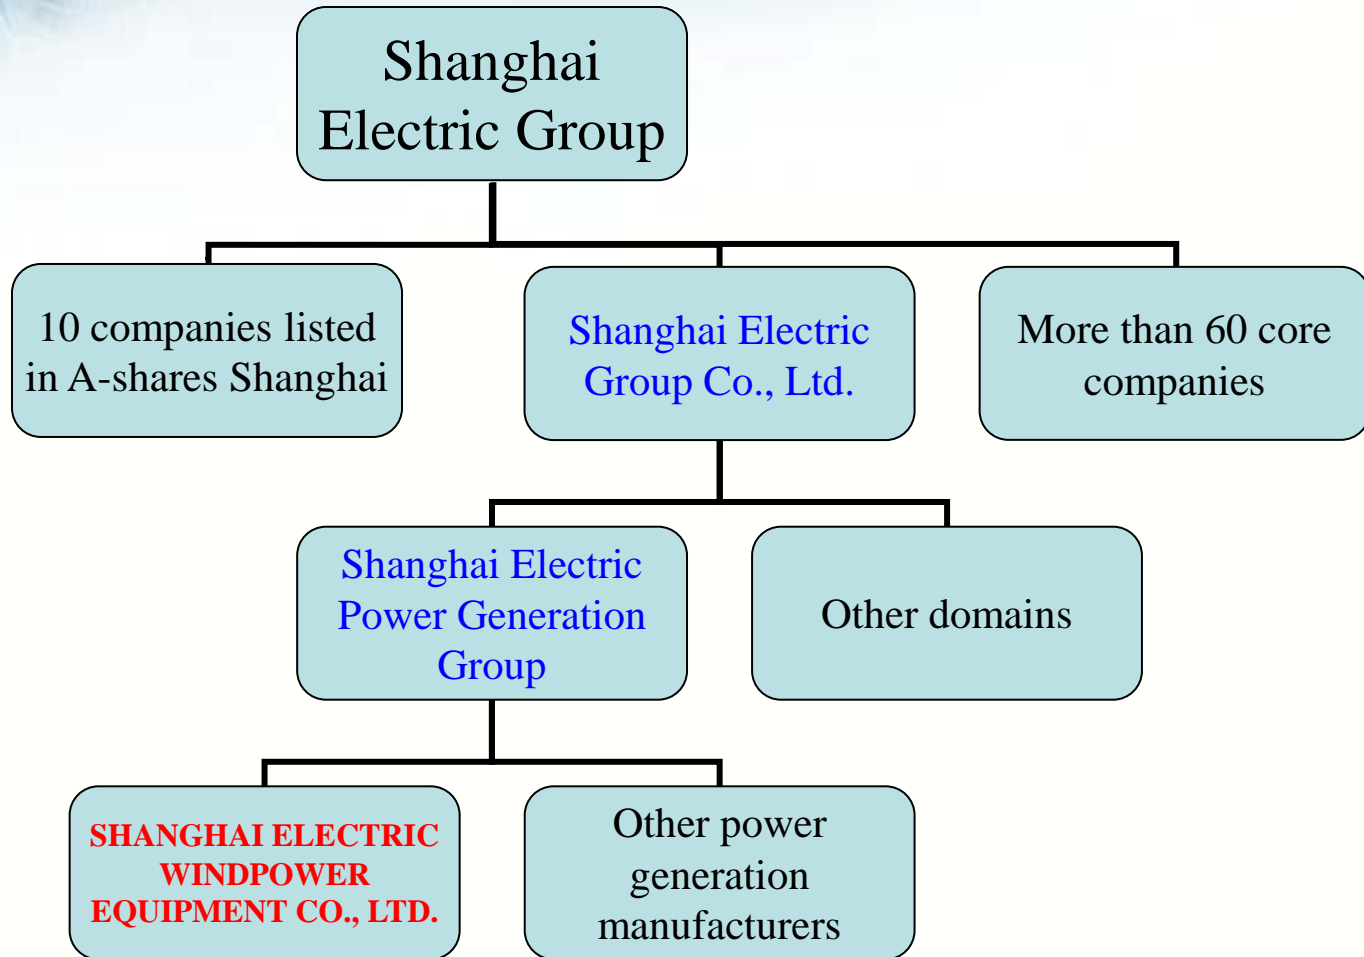 Shanghai
Electric Group
10 companies listed
in A-shares Shanghai
Shanghai Electric
Group Co., Ltd.
More than 60 core
companies
Shanghai Electric
Power Generation
Group
Other domains
SHANGHAI ELECTRIC
WINDPOWER
EQUIPMENT CO., LTD.
Other power
generation
manufacturers